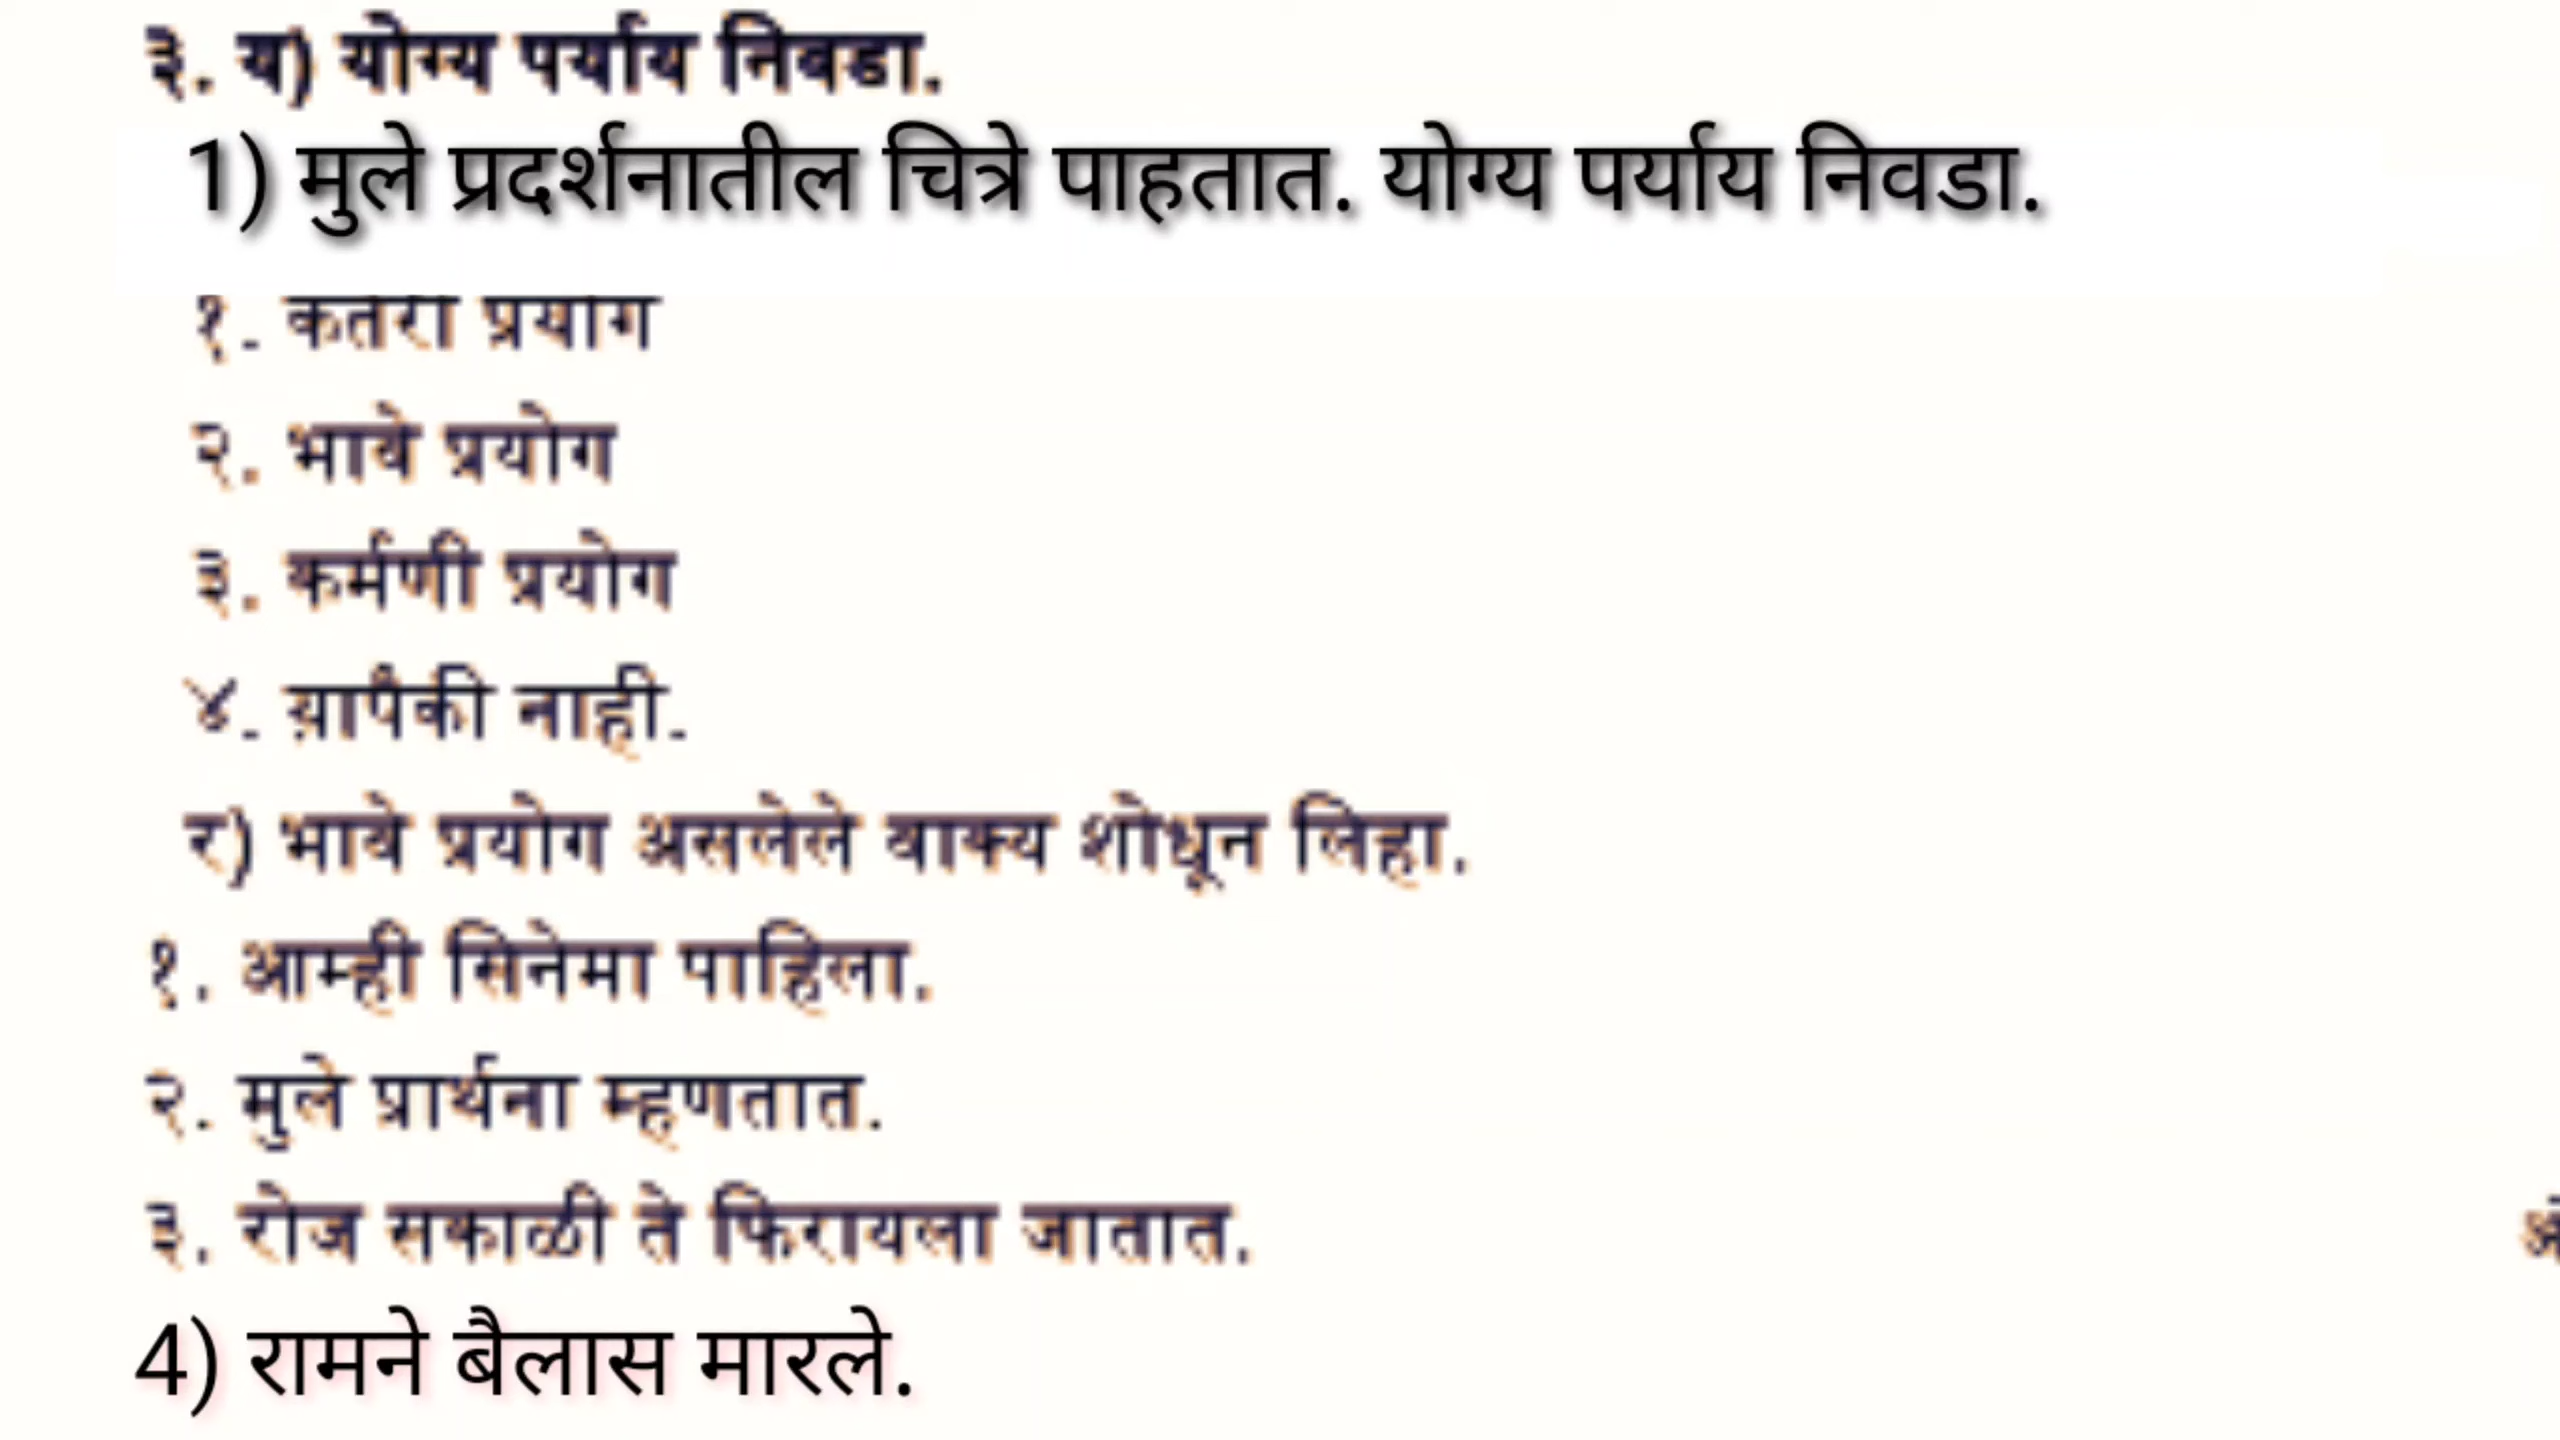 ३. य) योग्य पर्याय निवडा.
1) मुले प्रदर्शनातील चित्रे पाहतात. योग्य पर्याय निवडा.
१. कर्तरी प्रयोग
२. भावे प्रयोग
३. कर्मणी प्रयोग
४. यापैकी नाही.
र) भावे प्रयोग असलेले वाक्य शोधून लिहा.
१. आम्ही सिनेमा पाहिला.
२. मुले प्रार्थना म्हणतात.
३. रोज सकाळी ते फिरायला जातात.
4) रामने बैलास मारले.